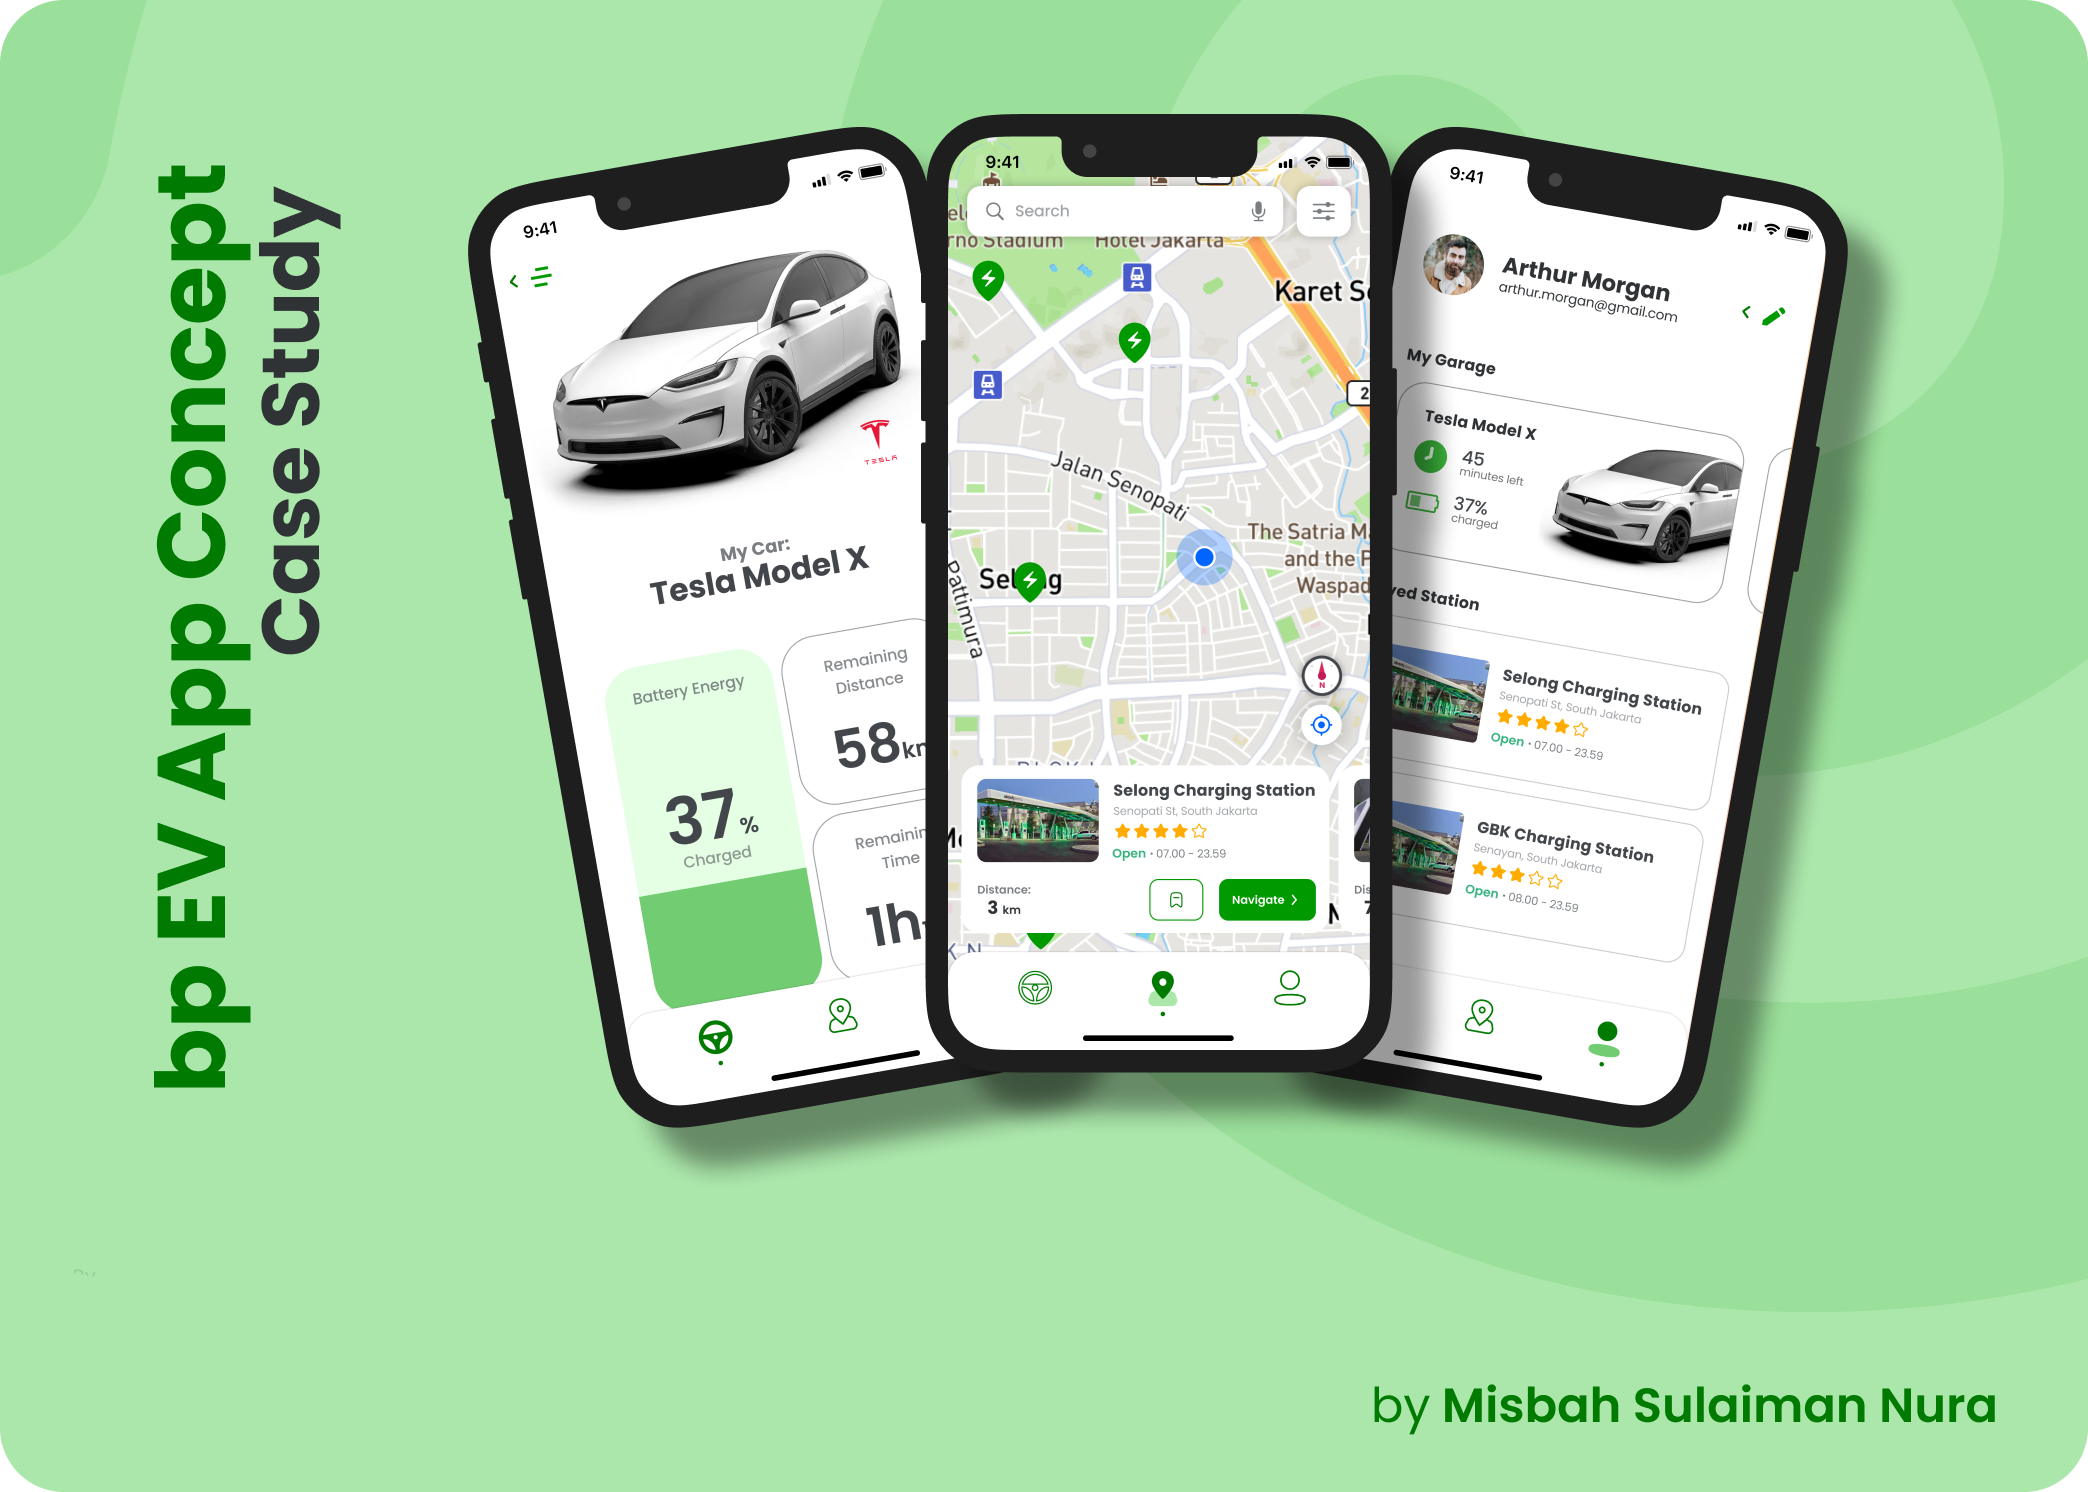 bp EV App Concept
Case Study
9:41
TESLA
My Car:
Tesla Model X
Battery Energy
37%
Charged
Remaining
Distance
58
Time
1h
9:41
Search
rno Stadium
Hotel Jakarta
Karet
Jalan Senopati
The Satria
and the
Pattimura
N
Selong Charging Station
Senopati St, South Jakarta
Open • 07.00 - 23.59
Distance:
3 km
Navigate
9:41
Arthur Morgan
arthur.morgan@gmail.com
My Garage
Tesla Model X
45
minutes left
37%
charged
Station
Selong Charging Station
Senopati St, South Jakarta
Open • 07.00 - 23.59
GBK Charging Station
Senayan, South Jakarta
Open • 08.00 - 23.59
by Misbah Sulaiman Nura